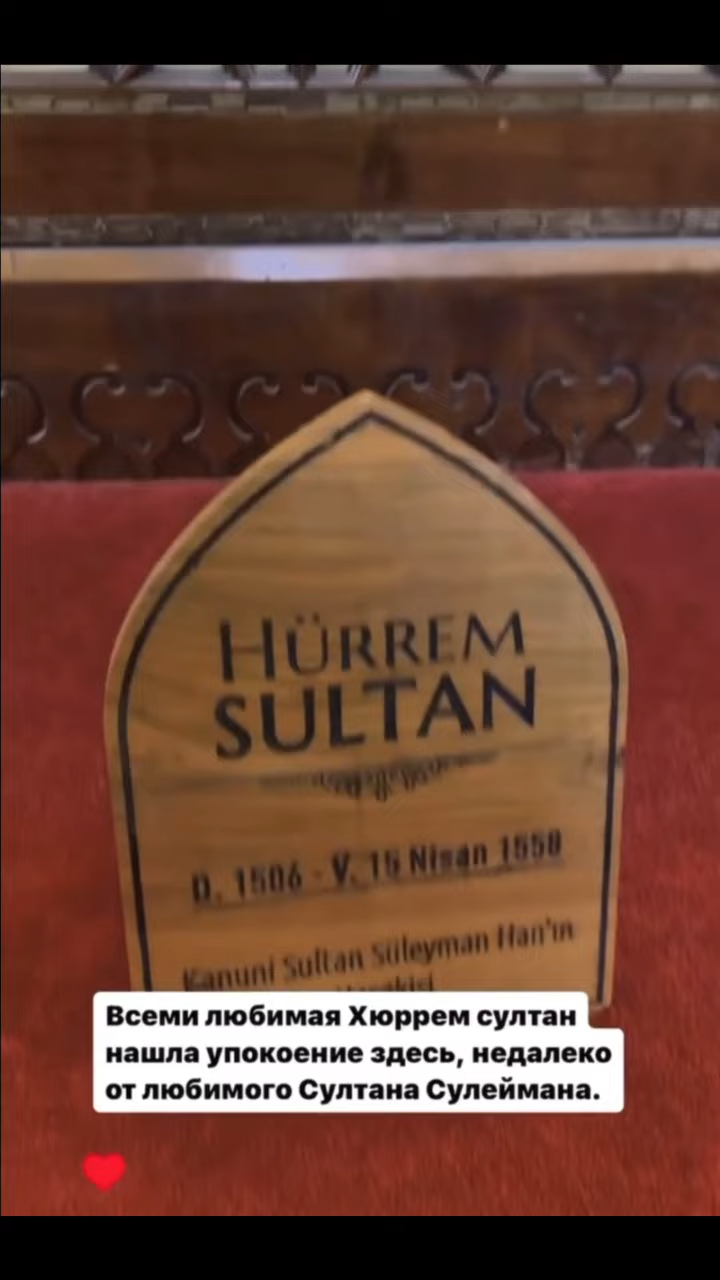 HÜRREM
SULTAN
D. 1506 - V. 15 Nisan 1558
Kanuni Sultan Süleyman Han'ın
Всеми любимая Хюррем султан
нашла упокоение здесь, недалеко
от любимого Султана Сулеймана.